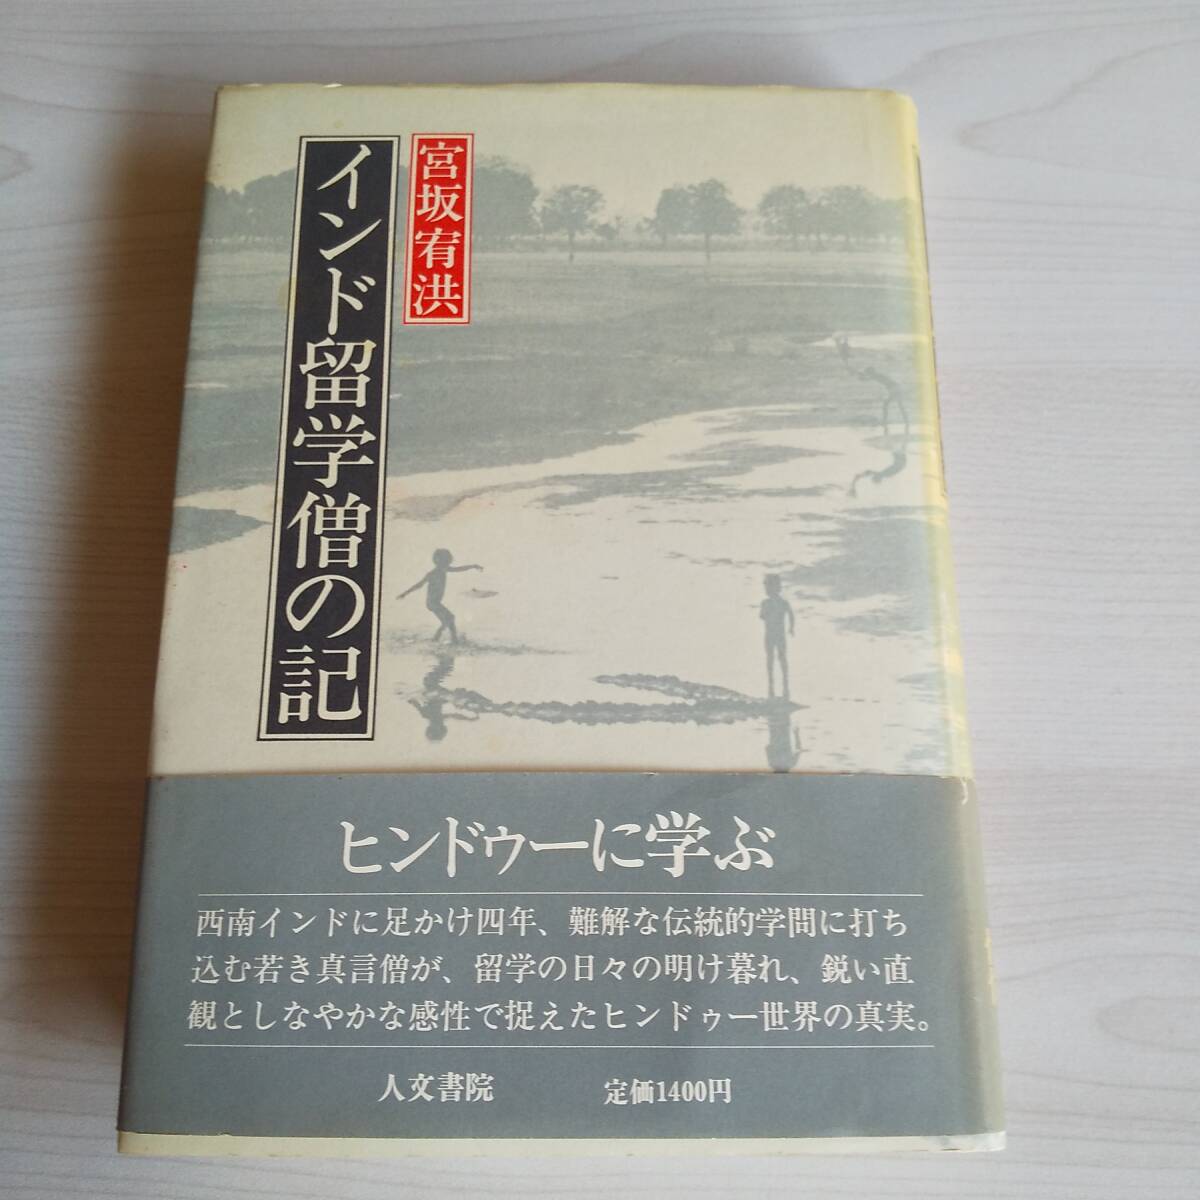 宮坂宥洪
インド留学僧の記
ヒンドゥーに学ぶ
西南インドに足かけ四年、難解な伝統的学問に打ち
込む若き真言僧が、留学の日々の明け暮れ、鋭い直
観としなやかな感性で捉えたヒンドゥー世界の真実。
人文書院 定価1400円